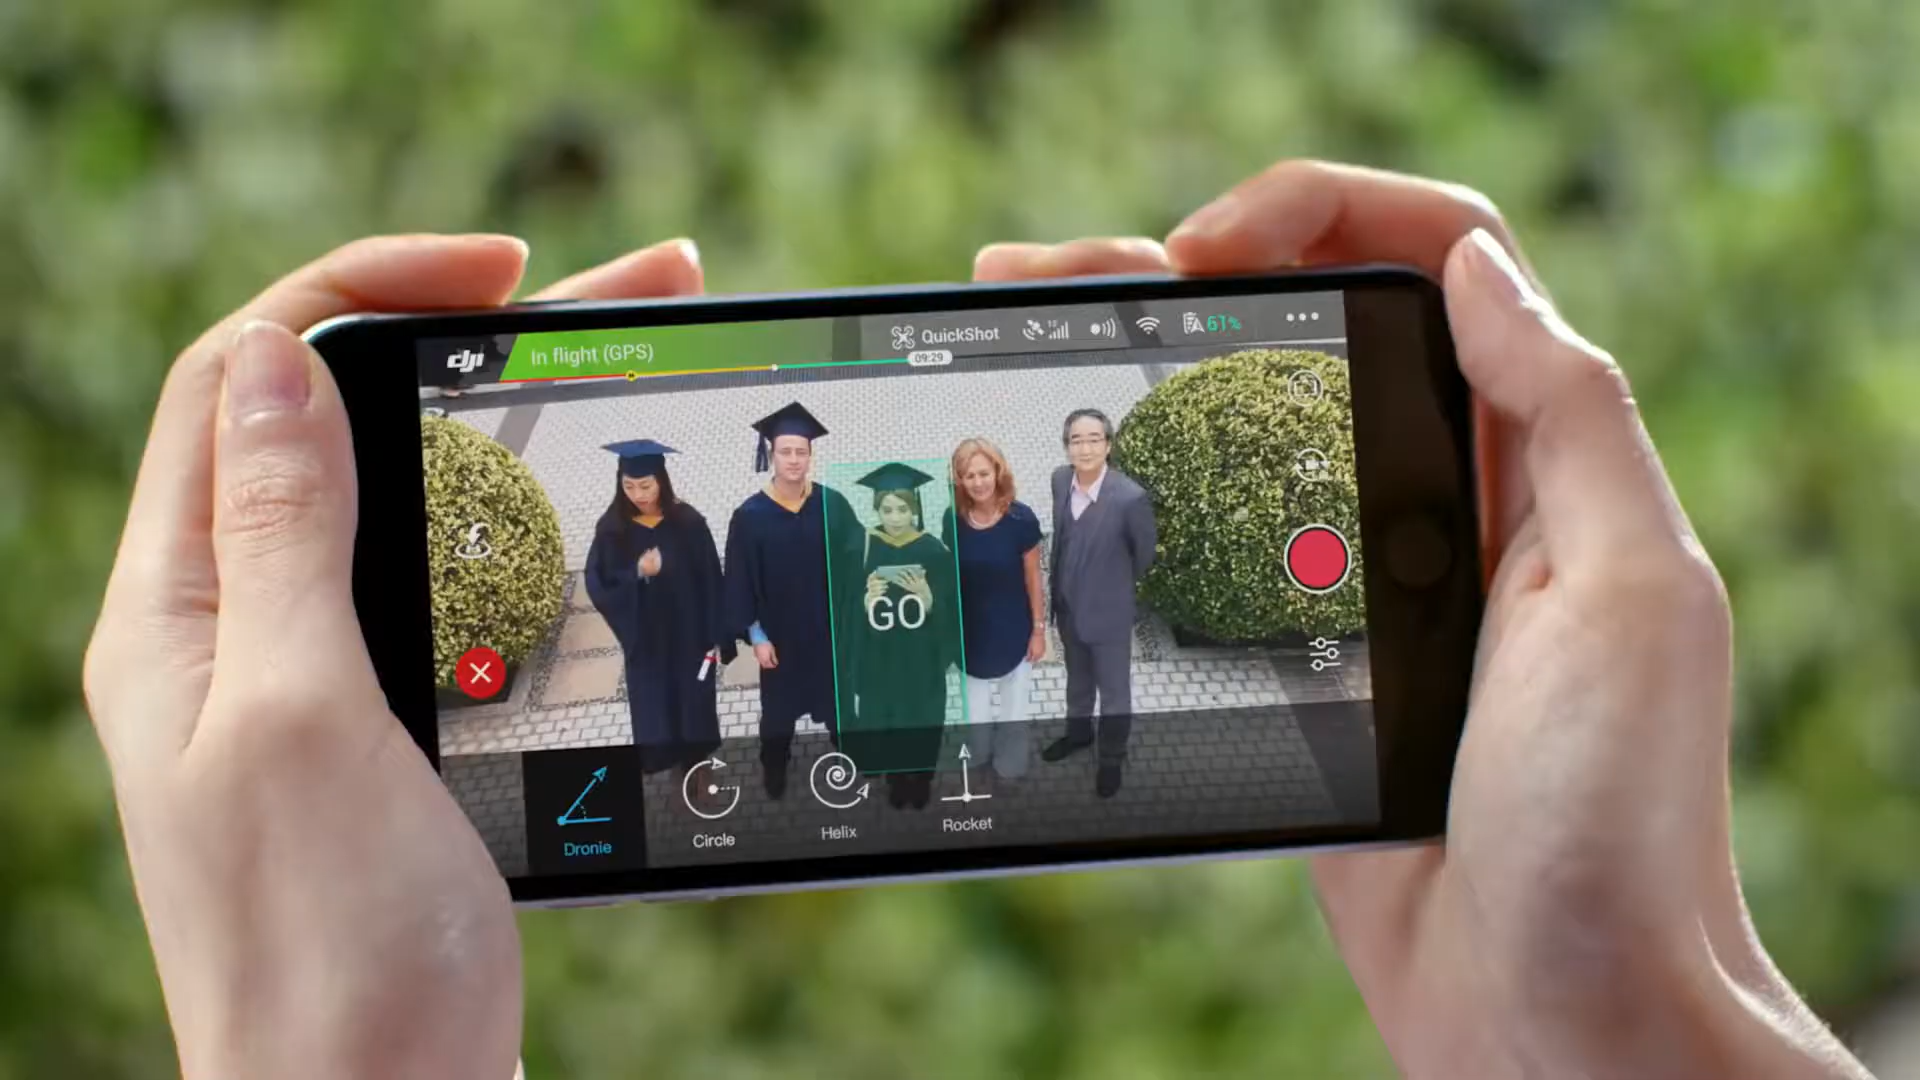 dji In flight (GPS) QuickShot 61%
09:29
GO
Dronie Circle Helix Rocket